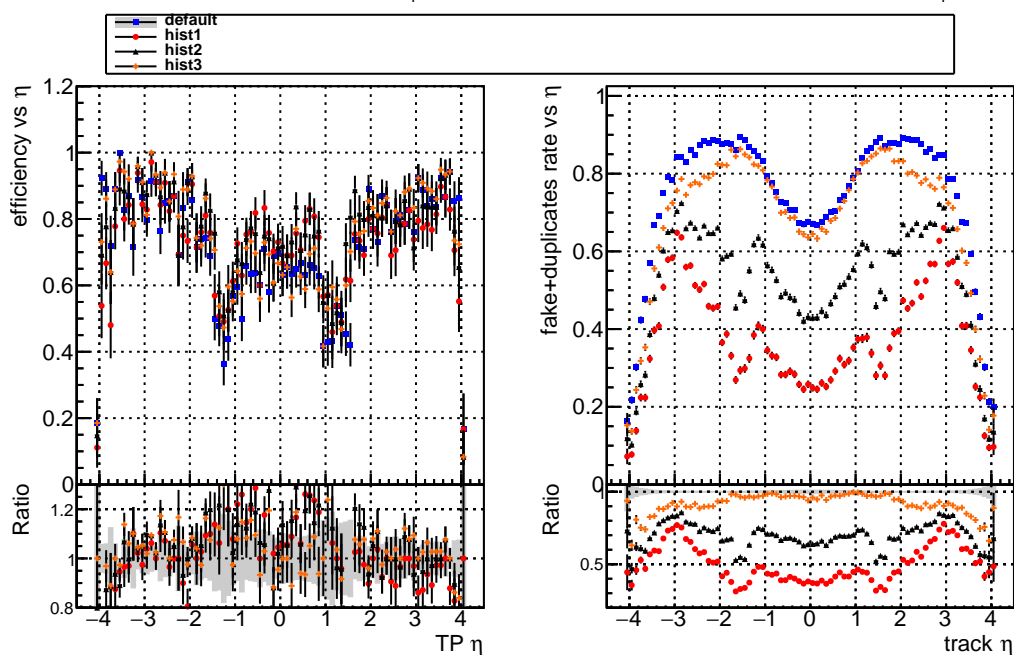 default
hist1
hist2
hist3
efficiency vs η
1.2
1
0.8
0.6
0.4
0.2
0
Ratio
1.2
1
0.8
−4 −3 −2 −1 0 1 2 3 4
TP η
fake+duplicates rate vs η
1
0.8
0.6
0.4
0.2
0
Ratio
0.5
−4 −3 −2 −1 0 1 2 3 4
track η